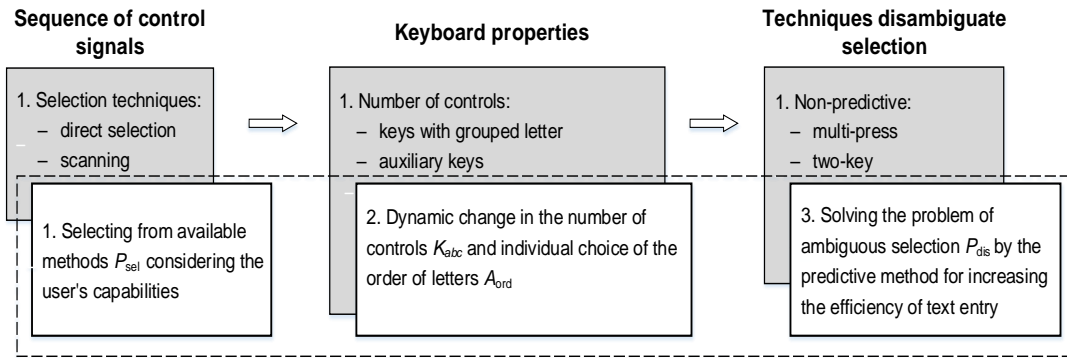 Sequence of control
signals
1. Selection techniques:
– direct selection
– scanning
1. Selecting from available
methods Psel considering the
user's capabilities
Keyboard properties
1. Number of controls:
– keys with grouped letter
– auxiliary keys
2. Dynamic change in the number of
controls Kabc and individual choice of the
order of letters Aord
Techniques disambiguate
selection
1. Non-predictive:
– multi-press
– two-key
3. Solving the problem of
ambiguous selection Pdis by the
predictive method for increasing
the efficiency of text entry